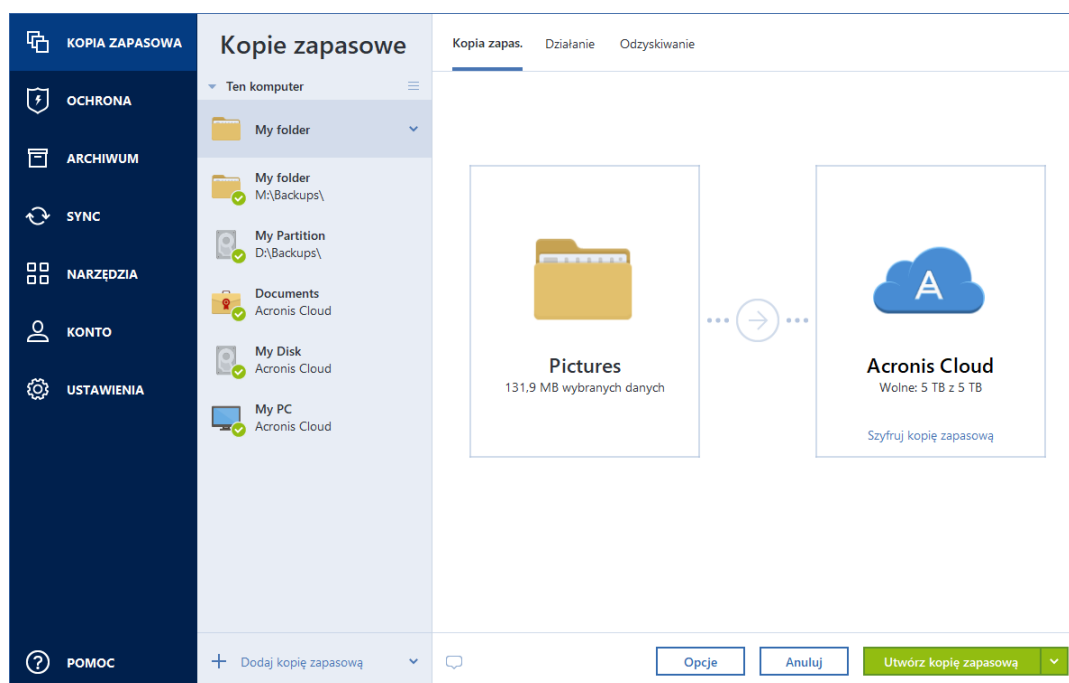 KOPIA ZAPASOWA
OCHRONA
ARCHIWUM
SYNC
NARZĘDZIA
KONTO
USTAWIENIA
POMOC
Kopie zapasowe
Ten komputer
My folder
My folder
M:\Backups\
My Partition
D:\Backups\
Documents
Acronis Cloud
My Disk
Acronis Cloud
My PC
Acronis Cloud
Dodaj kopię zapasową
Kopia zapas. Działanie Odzyskiwanie
Pictures
131,9 MB wybranych danych
Acronis Cloud
Wolne: 5 TB z 5 TB
Szyfruj kopię zapasową
Opcje Anuluj Utwórz kopię zapasową